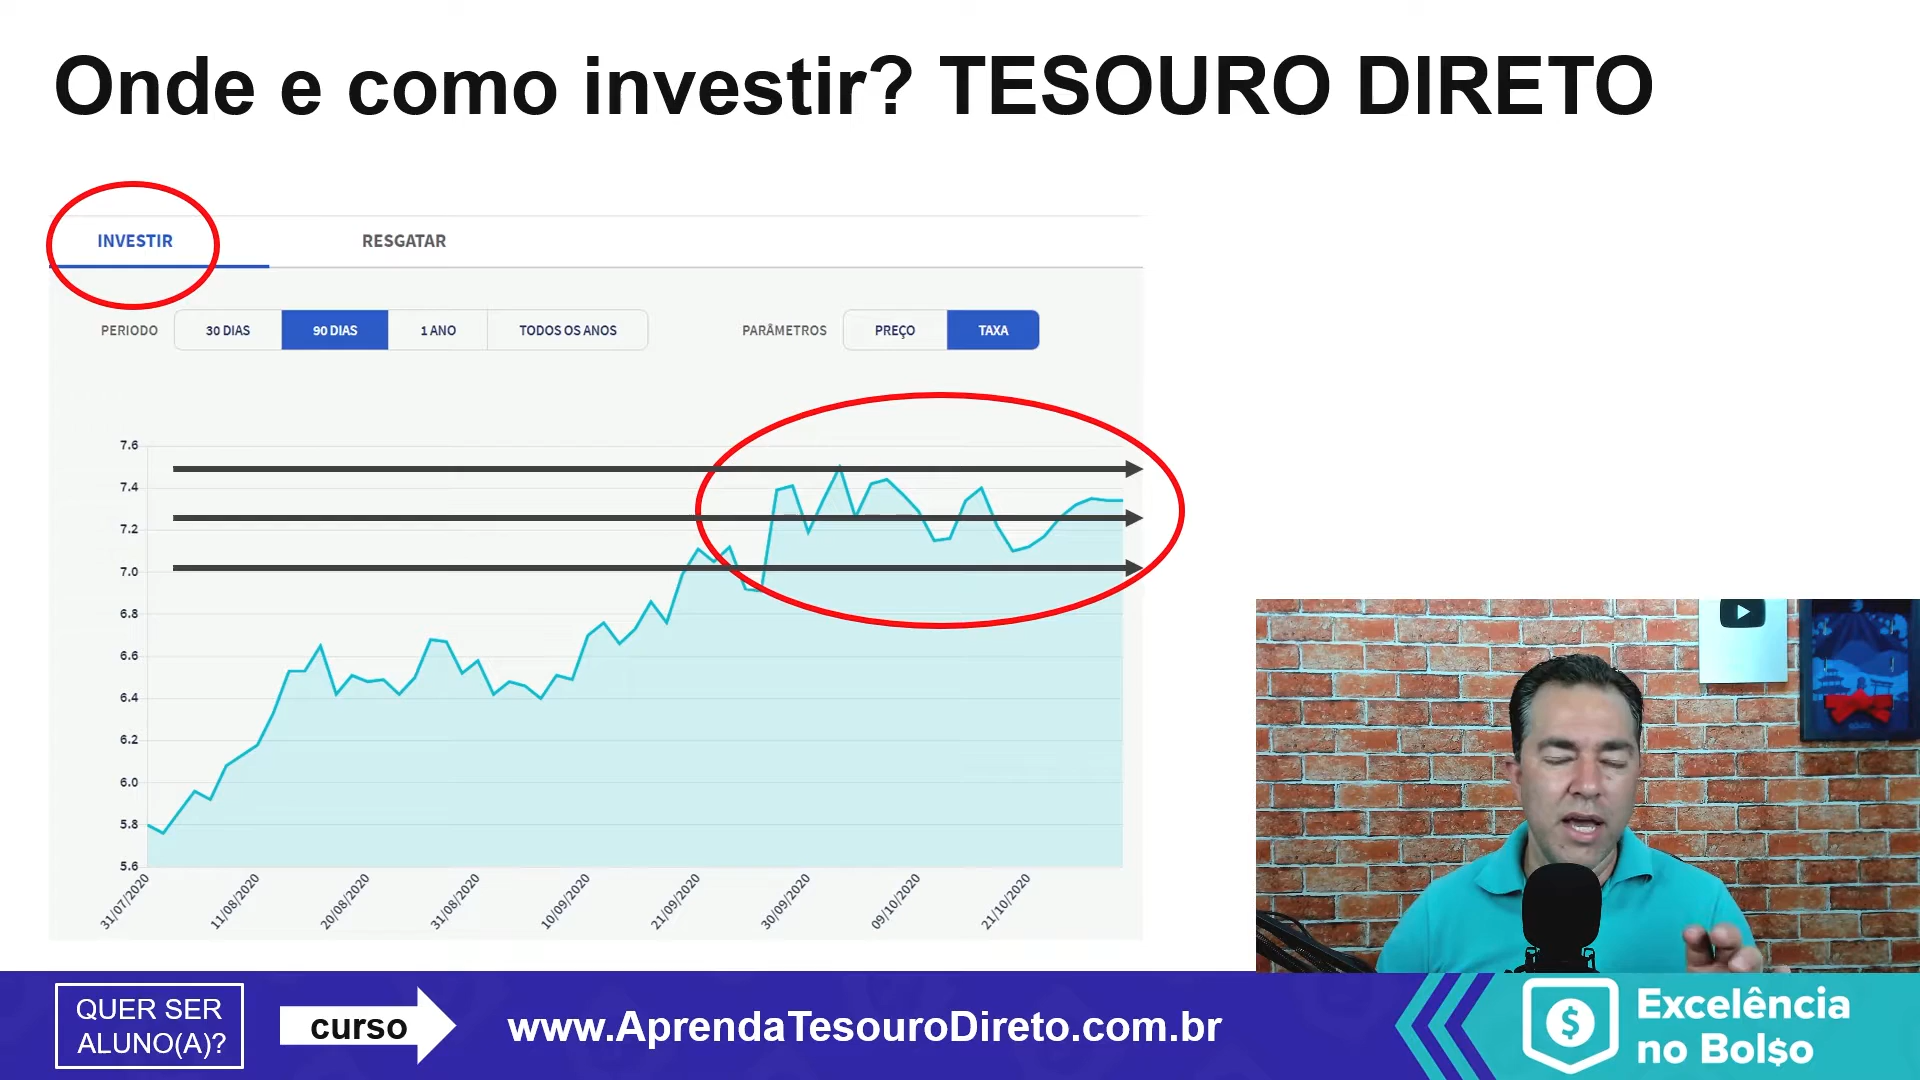 Onde e como investir? TESOURO DIRETO
INVESTIR
RESGATAR
PERIODO
30 DIAS
90 DIAS
1 ANO
TODOS OS ANOS
PARÂMETROS
PREÇO
TAXA
7.6
7.4
7.2
7.0
6.8
6.6
6.4
6.2
6.0
5.8
5.6
31/07/2020
11/08/2020
20/08/2020
31/08/2020
10/09/2020
21/09/2020
30/09/2020
09/10/2020
21/10/2020
QUER SER
ALUNO(A)?
curso
www.AprendaTesouroDireto.com.br
$
Excelência
no Bol$o